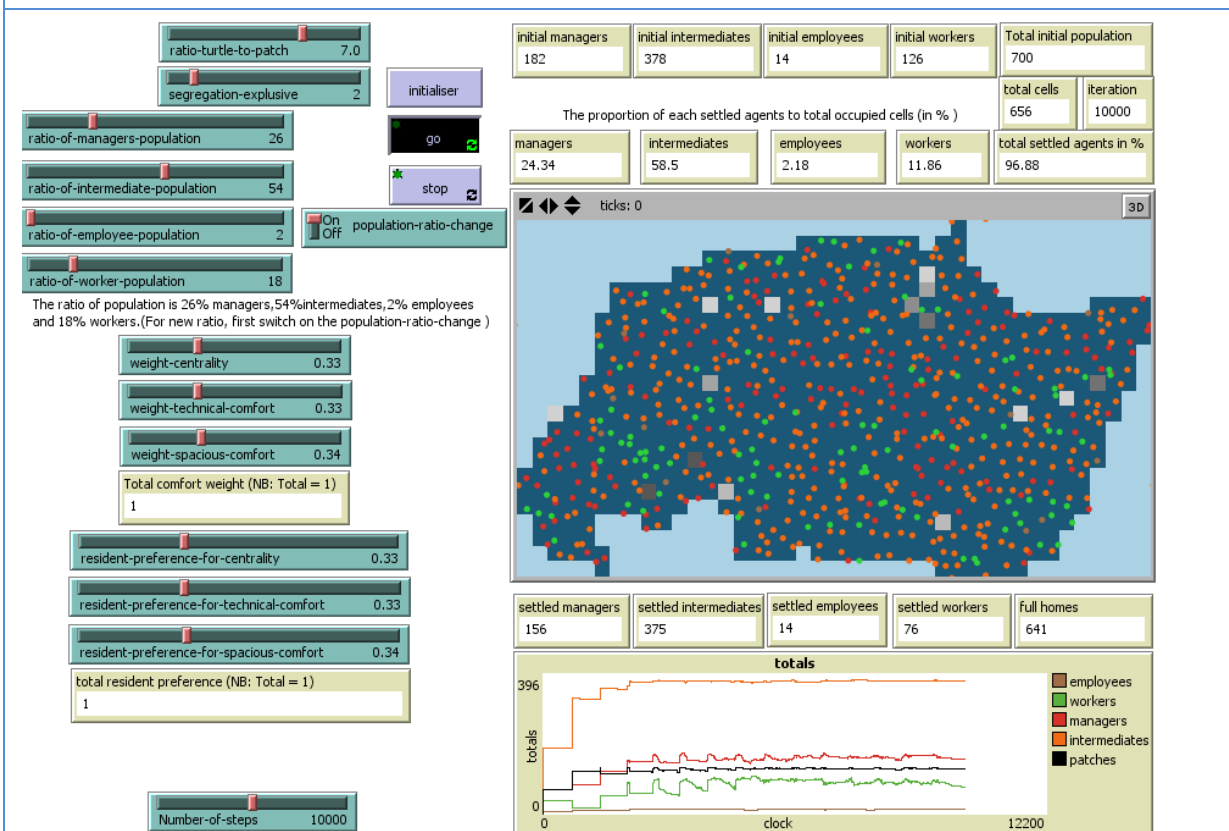 ratio-turtle-to-patch 7.0
segregation-explusive 2
ratio-of-managers-population 26
ratio-of-intermediate-population 54
ratio-of-employee-population 2
ratio-of-worker-population 18
initialiser
go
stop
On
Off
population-ratio-change
The ratio of population is 26% managers,54%intermediates,2% employees
and 18% workers.(For new ratio, first switch on the population-ratio-change )
weight-centrality 0.33
weight-technical-comfort 0.33
weight-spacious-comfort 0.34
Total comfort weight (NB: Total = 1)
1
resident-preference-for-centrality 0.33
resident-preference-for-technical-comfort 0.33
resident-preference-for-spacious-comfort 0.34
total resident preference (NB: Total = 1)
1
Number-of-steps 10000
initial managers initial intermediates initial employees initial workers Total initial population
182 378 14 126 700
total cells iteration
656 10000
The proportion of each settled agents to total occupied cells (in % )
managers intermediates employees workers total settled agents in %
24.34 58.5 2.18 11.86 96.88
ticks: 0
3D
settled managers settled intermediates settled employees settled workers full homes
156 375 14 76 641
totals
396
totals
0
0 clock 12200
employees
workers
managers
intermediates
patches